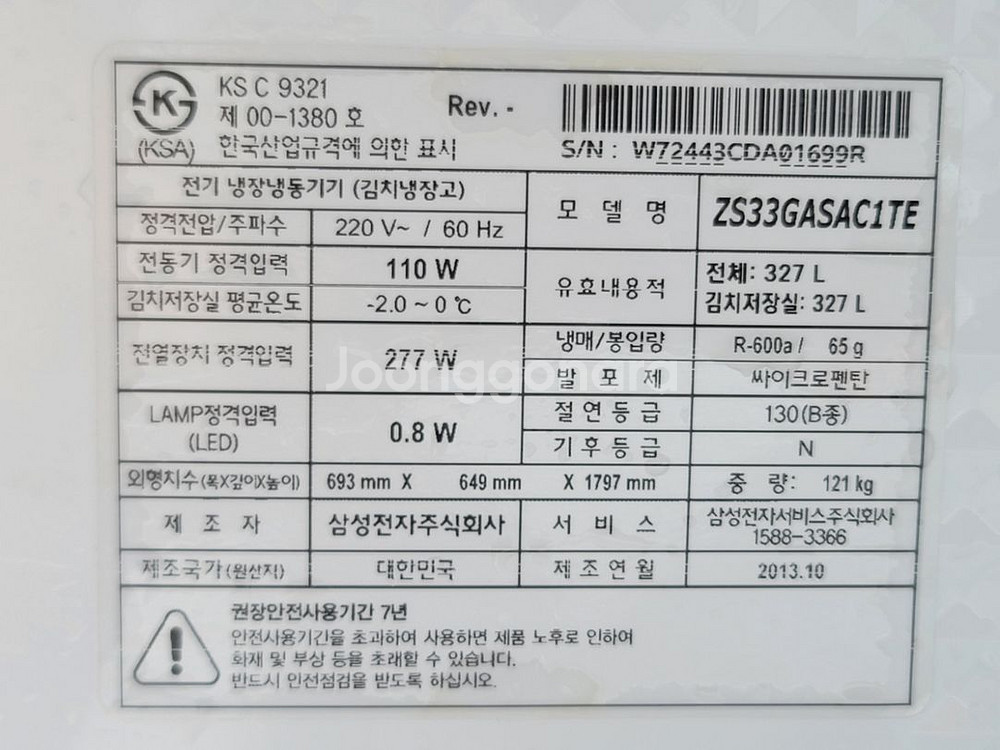 K
(KSA)
KS C 9321
제 00-1380 호
한국산업규격에 의한 표시
Rev. -
S/N : W72443CDA01699R
전기 냉장냉동기기 (김치냉장고)
모 델 명 ZS33GASAC1TE
정격전압/주파수 220 V~ / 60 Hz
전동기 정격입력 110 W
유효내용적 전체: 327 L
김치저장실: 327 L
김치저장실 평균온도 -2.0 ~ 0 ℃
전열장치 정격입력 277 W
냉매/봉입량 R-600a / 65 g
발 포 제 싸이크로펜탄
Joonggonara
LAMP정격입력
(LED)
0.8 W
절연등급 130(B종)
기후등급 N
외형치수(폭X깊이X높이) 693 mm X 649 mm X 1797 mm 중 량: 121 kg
제 조 자 삼성전자주식회사 서 비 스 삼성전자서비스주식회사
1588-3366
제조국가(원산지) 대한민국 제조연월 2013.10
권장안전사용기간 7년
안전사용기간을 초과하여 사용하면 제품 노후로 인하여
화재 및 부상 등을 초래할 수 있습니다.
반드시 안전점검을 받도록 하십시오.